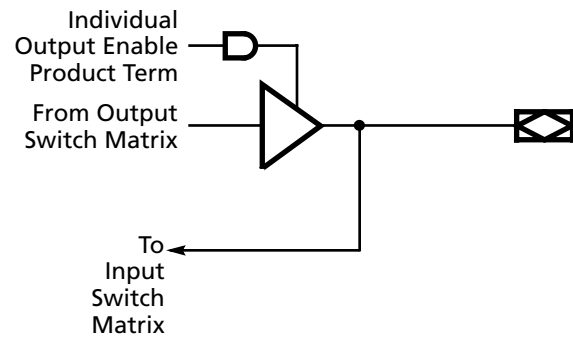 Individual
Output Enable
Product Term
From Output
Switch Matrix
To
Input
Switch
Matrix